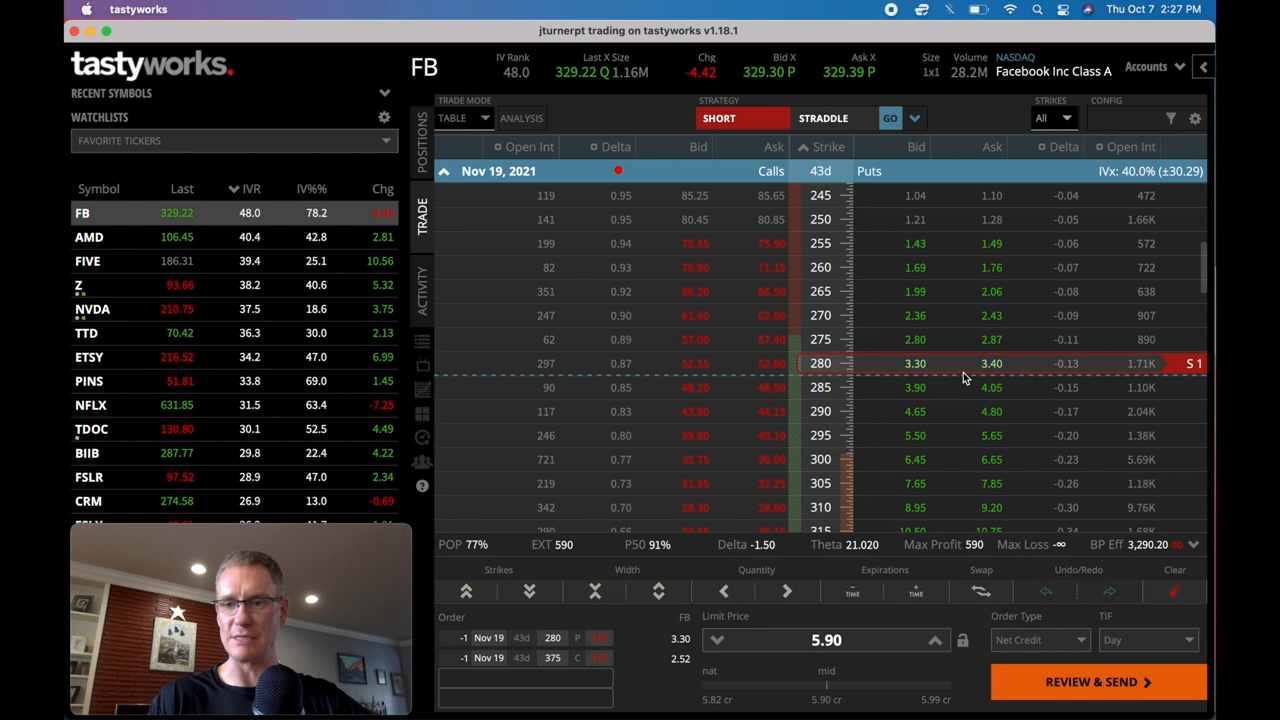 tastyworks
Thu Oct 7 2:27 PM
jturnerpt trading on tastyworks v1.18.1
tastyworks.
RECENT SYMBOLS
WATCHLISTS
FAVORITE TICKERS
Symbol Last IVR IV%% Chg
FB 329.22 48.0 78.2 -4.42
AMD 106.45 40.4 42.8 2.81
FIVE 186.31 39.4 25.1 10.56
Z 93.66 38.2 40.6 5.32
NVDA 210.75 37.5 18.6 3.75
TTD 70.42 36.3 30.0 2.13
ETSY 216.52 34.2 47.0 6.99
PINS 51.81 33.8 69.0 1.45
NFLX 631.85 31.5 63.4 -7.25
TDOC 130.80 30.1 52.5 4.49
BIIB 287.77 29.8 22.4 4.22
FSLR 97.52 28.9 47.0 2.34
CRM 274.58 26.9 13.0 -0.69
FB
IV Rank Last X Size Chg Bid X Ask X Size Volume NASDAQ
48.0 329.22 Q 1.16M -4.42 329.30 P 329.39 P 1x1 28.2M Facebook Inc Class A
Accounts
POSITIONS
TRADE
ACTIVITY
TRADE MODE STRATEGY STRIKES CONFIG
TABLE ANALYSIS SHORT STRADDLE GO All
Open Int Delta Bid Ask Strike Bid Ask Delta Open Int
Nov 19, 2021 Calls 43d Puts IVx: 40.0% (±30.29)
119 0.95 85.25 85.65 245 1.04 1.10 -0.04 472
141 0.95 80.45 80.85 250 1.21 1.28 -0.05 1.66K
199 0.94 75.65 75.90 255 1.43 1.49 -0.06 572
82 0.93 70.90 71.15 260 1.69 1.76 -0.07 722
351 0.92 66.20 66.50 265 1.99 2.06 -0.08 638
247 0.90 61.60 62.00 270 2.36 2.43 -0.09 907
62 0.89 57.00 57.40 275 2.80 2.87 -0.11 890
297 0.87 52.55 52.80 280 3.30 3.40 -0.13 1.71K S 1
90 0.85 48.20 48.50 285 3.90 4.05 -0.15 1.10K
117 0.83 43.90 44.15 290 4.65 4.80 -0.17 2.04K
246 0.80 39.80 40.10 295 5.50 5.65 -0.20 1.38K
721 0.77 35.75 36.00 300 6.45 6.65 -0.23 5.69K
219 0.73 31.95 32.25 305 7.65 7.85 -0.26 1.18K
342 0.70 28.30 28.60 310 8.95 9.20 -0.30 9.76K
290 0.66 315 10.50 10.75 0.34 1.68K
POP 77% EXT 590 P50 91% Delta -1.50 Theta 21.020 Max Profit 590 Max Loss -∞ BP Eff 3,290.20 db
Strikes Width Quantity Expirations Swap Undo/Redo Clear
TIME TIME
Order FB Limit Price Order Type TIF
-1 Nov 19 43d 280 P STO 3.30
-1 Nov 19 43d 375 C STO 2.52
5.90
Net Credit Day
nat mid
5.82 cr 5.90 cr 5.99 cr
REVIEW & SEND